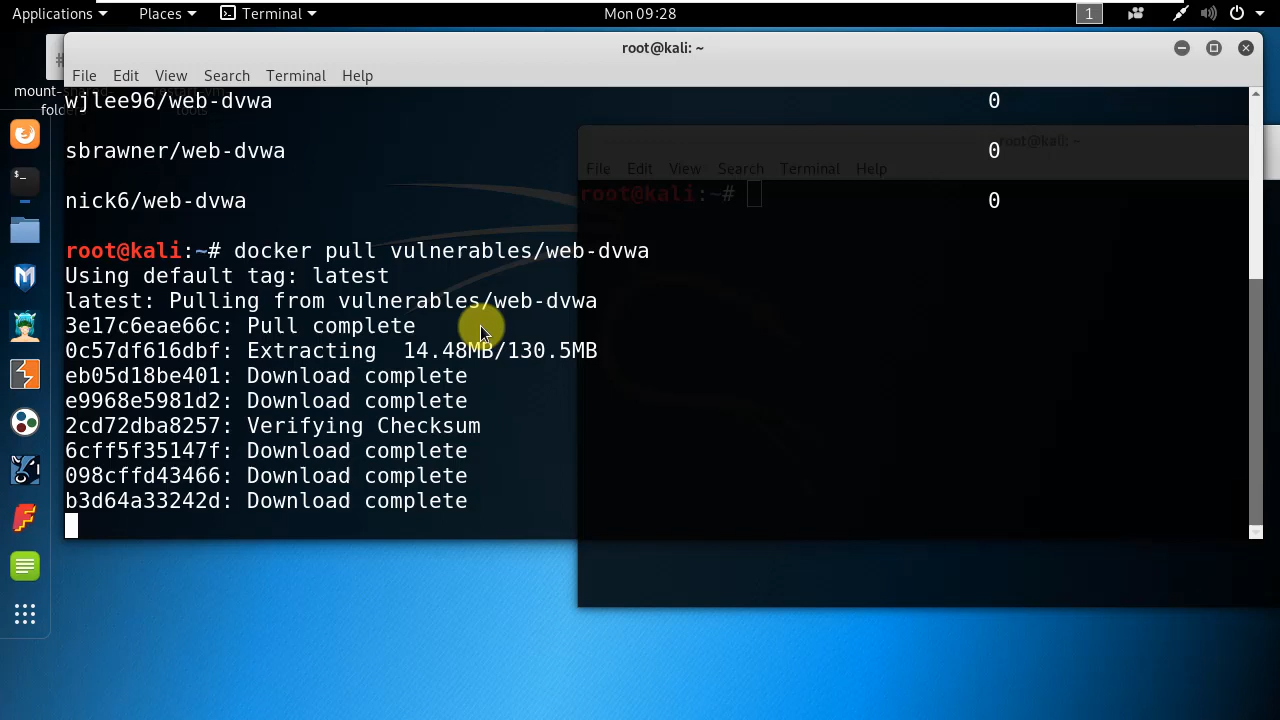 Applications Places Terminal Mon 09:28 1
root@kali: ~
File Edit View Search Terminal Help
mount-
folders
tools
wjlee96/web-dvwa 0
sbrawner/web-dvwa 0
nick6/web-dvwa 0
root@kali:~# docker pull vulnerables/web-dvwa
Using default tag: latest
latest: Pulling from vulnerables/web-dvwa
3e17c6eae66c: Pull complete
0c57df616dbf: Extracting 14.48MB/130.5MB
eb05d18be401: Download complete
e9968e5981d2: Download complete
2cd72dba8257: Verifying Checksum
6cff5f35147f: Download complete
098cffd43466: Download complete
b3d64a33242d: Download complete
root@kali: ~
File Edit View Search Terminal Help
root@kali:~#